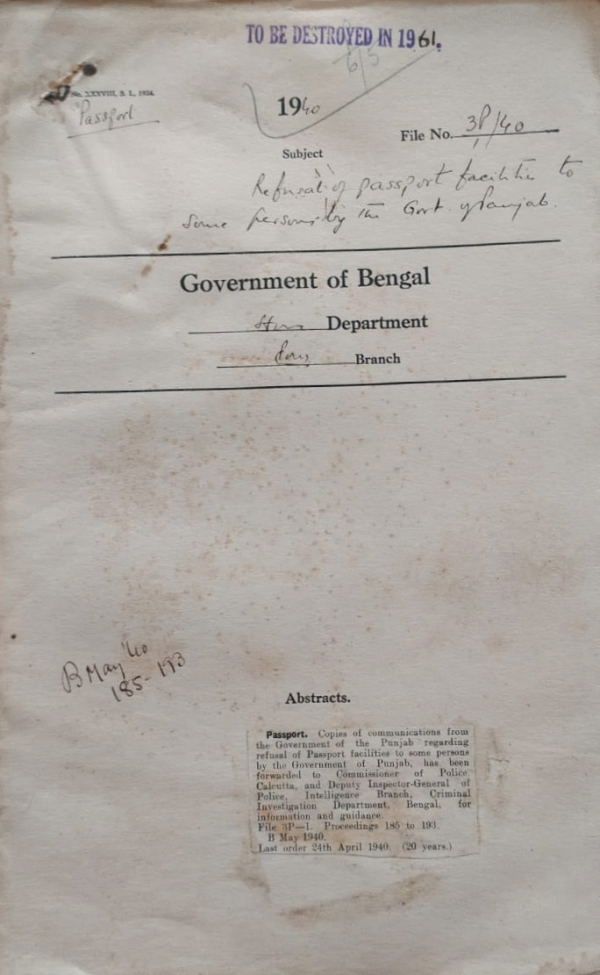 TO BE DESTROYED IN 1961.
6/5
No. XXXVIII, S. I., 1924.
Passport
1940
File No. 3P/40
Subject
Refusal of passport facilities to
some persons by the Govt of Punjab.
Government of Bengal
Department
Branch
B May '40
185-193
Abstracts.
Passport. Copies of communications from
the Government of the Punjab regarding
refusal of Passport facilities to some persons
by the Government of Punjab, has been
forwarded to Commissioner of Police
Calcutta, and Deputy Inspector-General of
Police, Intelligence Branch, Criminal
Investigation Department, Bengal, for
information and guidance.
File 3P—1. Proceedings 185 to 193.
B May 1940.
Last order 24th April 1940. (20 years.)